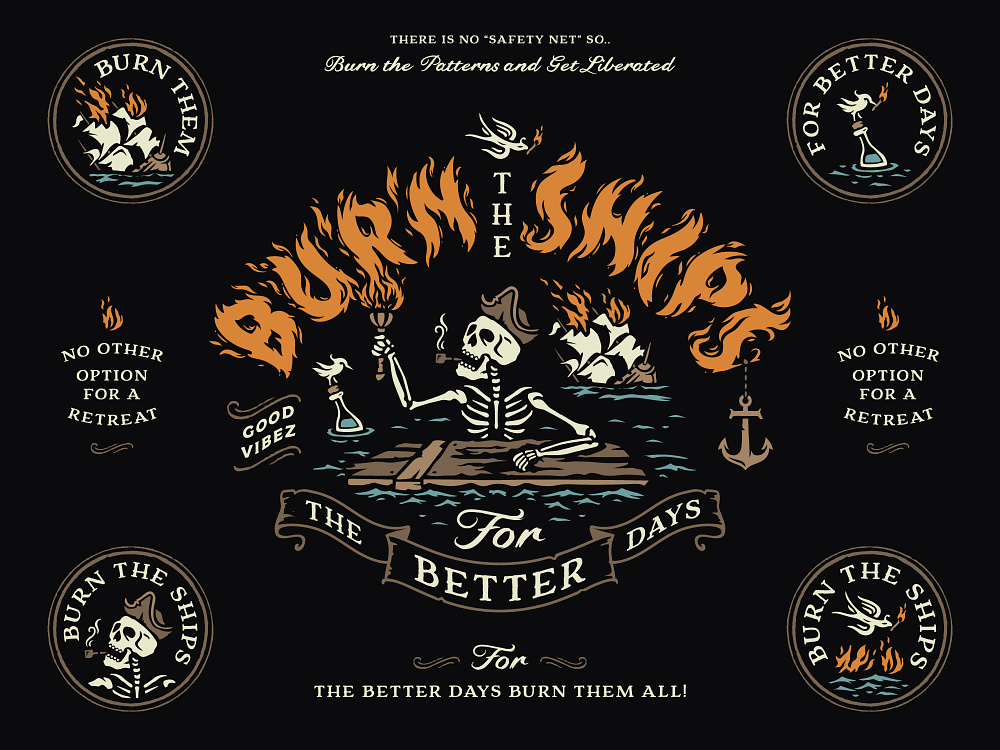 THERE IS NO "SAFETY NET" SO..
Burn the Patterns and Get Liberated
BURN THEM
FOR BETTER DAYS
BURN
THE
SHIPS
NO OTHER
OPTION
FOR A
RETREAT
GOOD
VIBEZ
NO OTHER
OPTION
FOR A
RETREAT
For
THE BETTER DAYS
BURN THE SHIPS
BURN THE SHIPS
For
THE BETTER DAYS BURN THEM ALL!